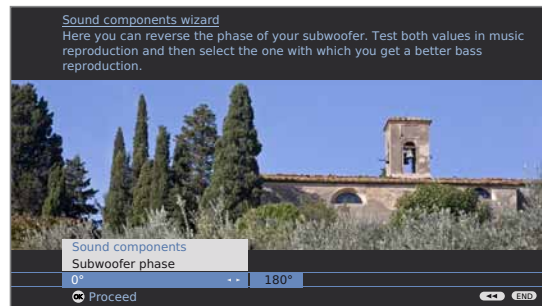 Sound components wizard
Here you can reverse the phase of your subwoofer. Test both values in music
reproduction and then select the one with which you get a better bass
reproduction.
Sound components
Subwoofer phase
0° 180°
OK Proceed
END